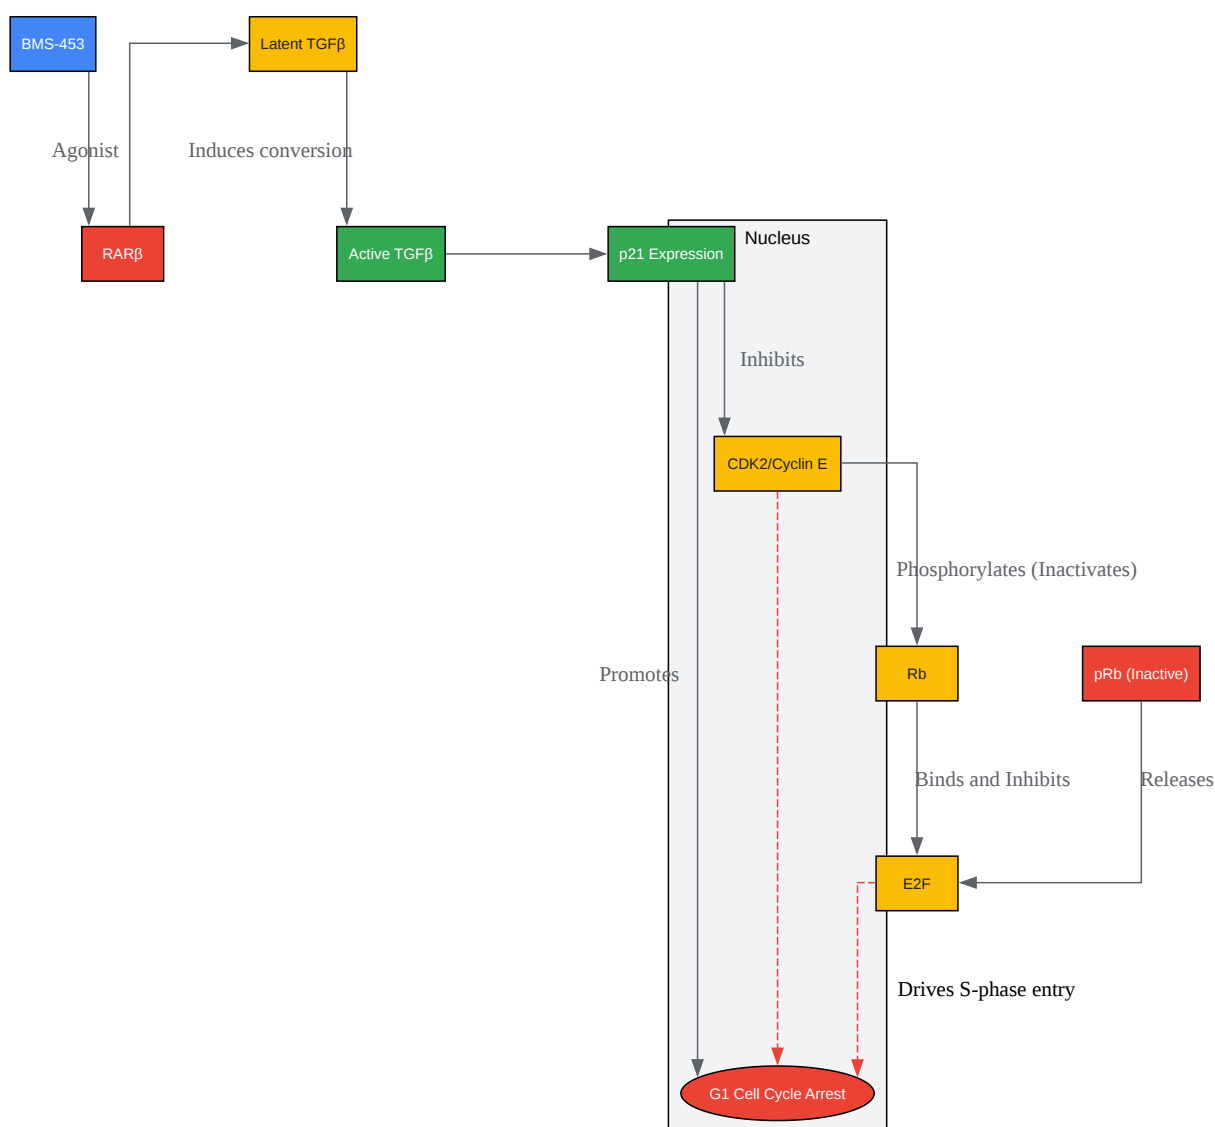 BMS-453
Latent TGFβ
Agonist
Induces conversion
RARβ
Active TGFβ
p21 Expression
Nucleus
Inhibits
CDK2/Cyclin E
Phosphorylates (Inactivates)
Promotes
Rb
pRb (Inactive)
Binds and Inhibits
Releases
E2F
Drives S-phase entry
G1 Cell Cycle Arrest